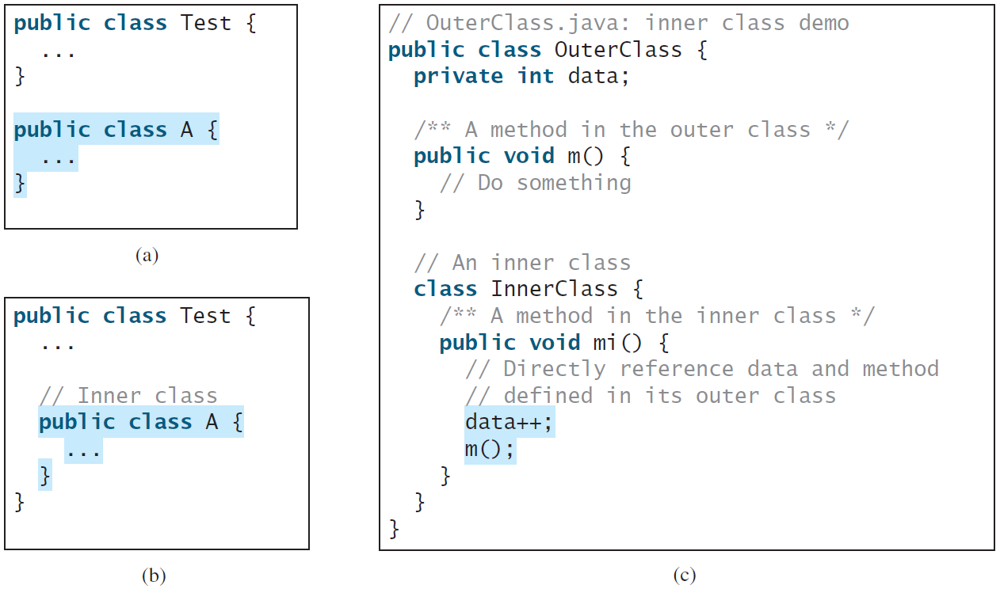 public class Test {
...
}
public class A {
...
}
(a)
public class Test {
...
// Inner class
public class A {
...
}
}
(b)
// OuterClass.java: inner class demo
public class OuterClass {
private int data;
/** A method in the outer class */
public void m() {
// Do something
}
// An inner class
class InnerClass {
/** A method in the inner class */
public void mi() {
// Directly reference data and method
// defined in its outer class
data++;
m();
}
}
}
(c)